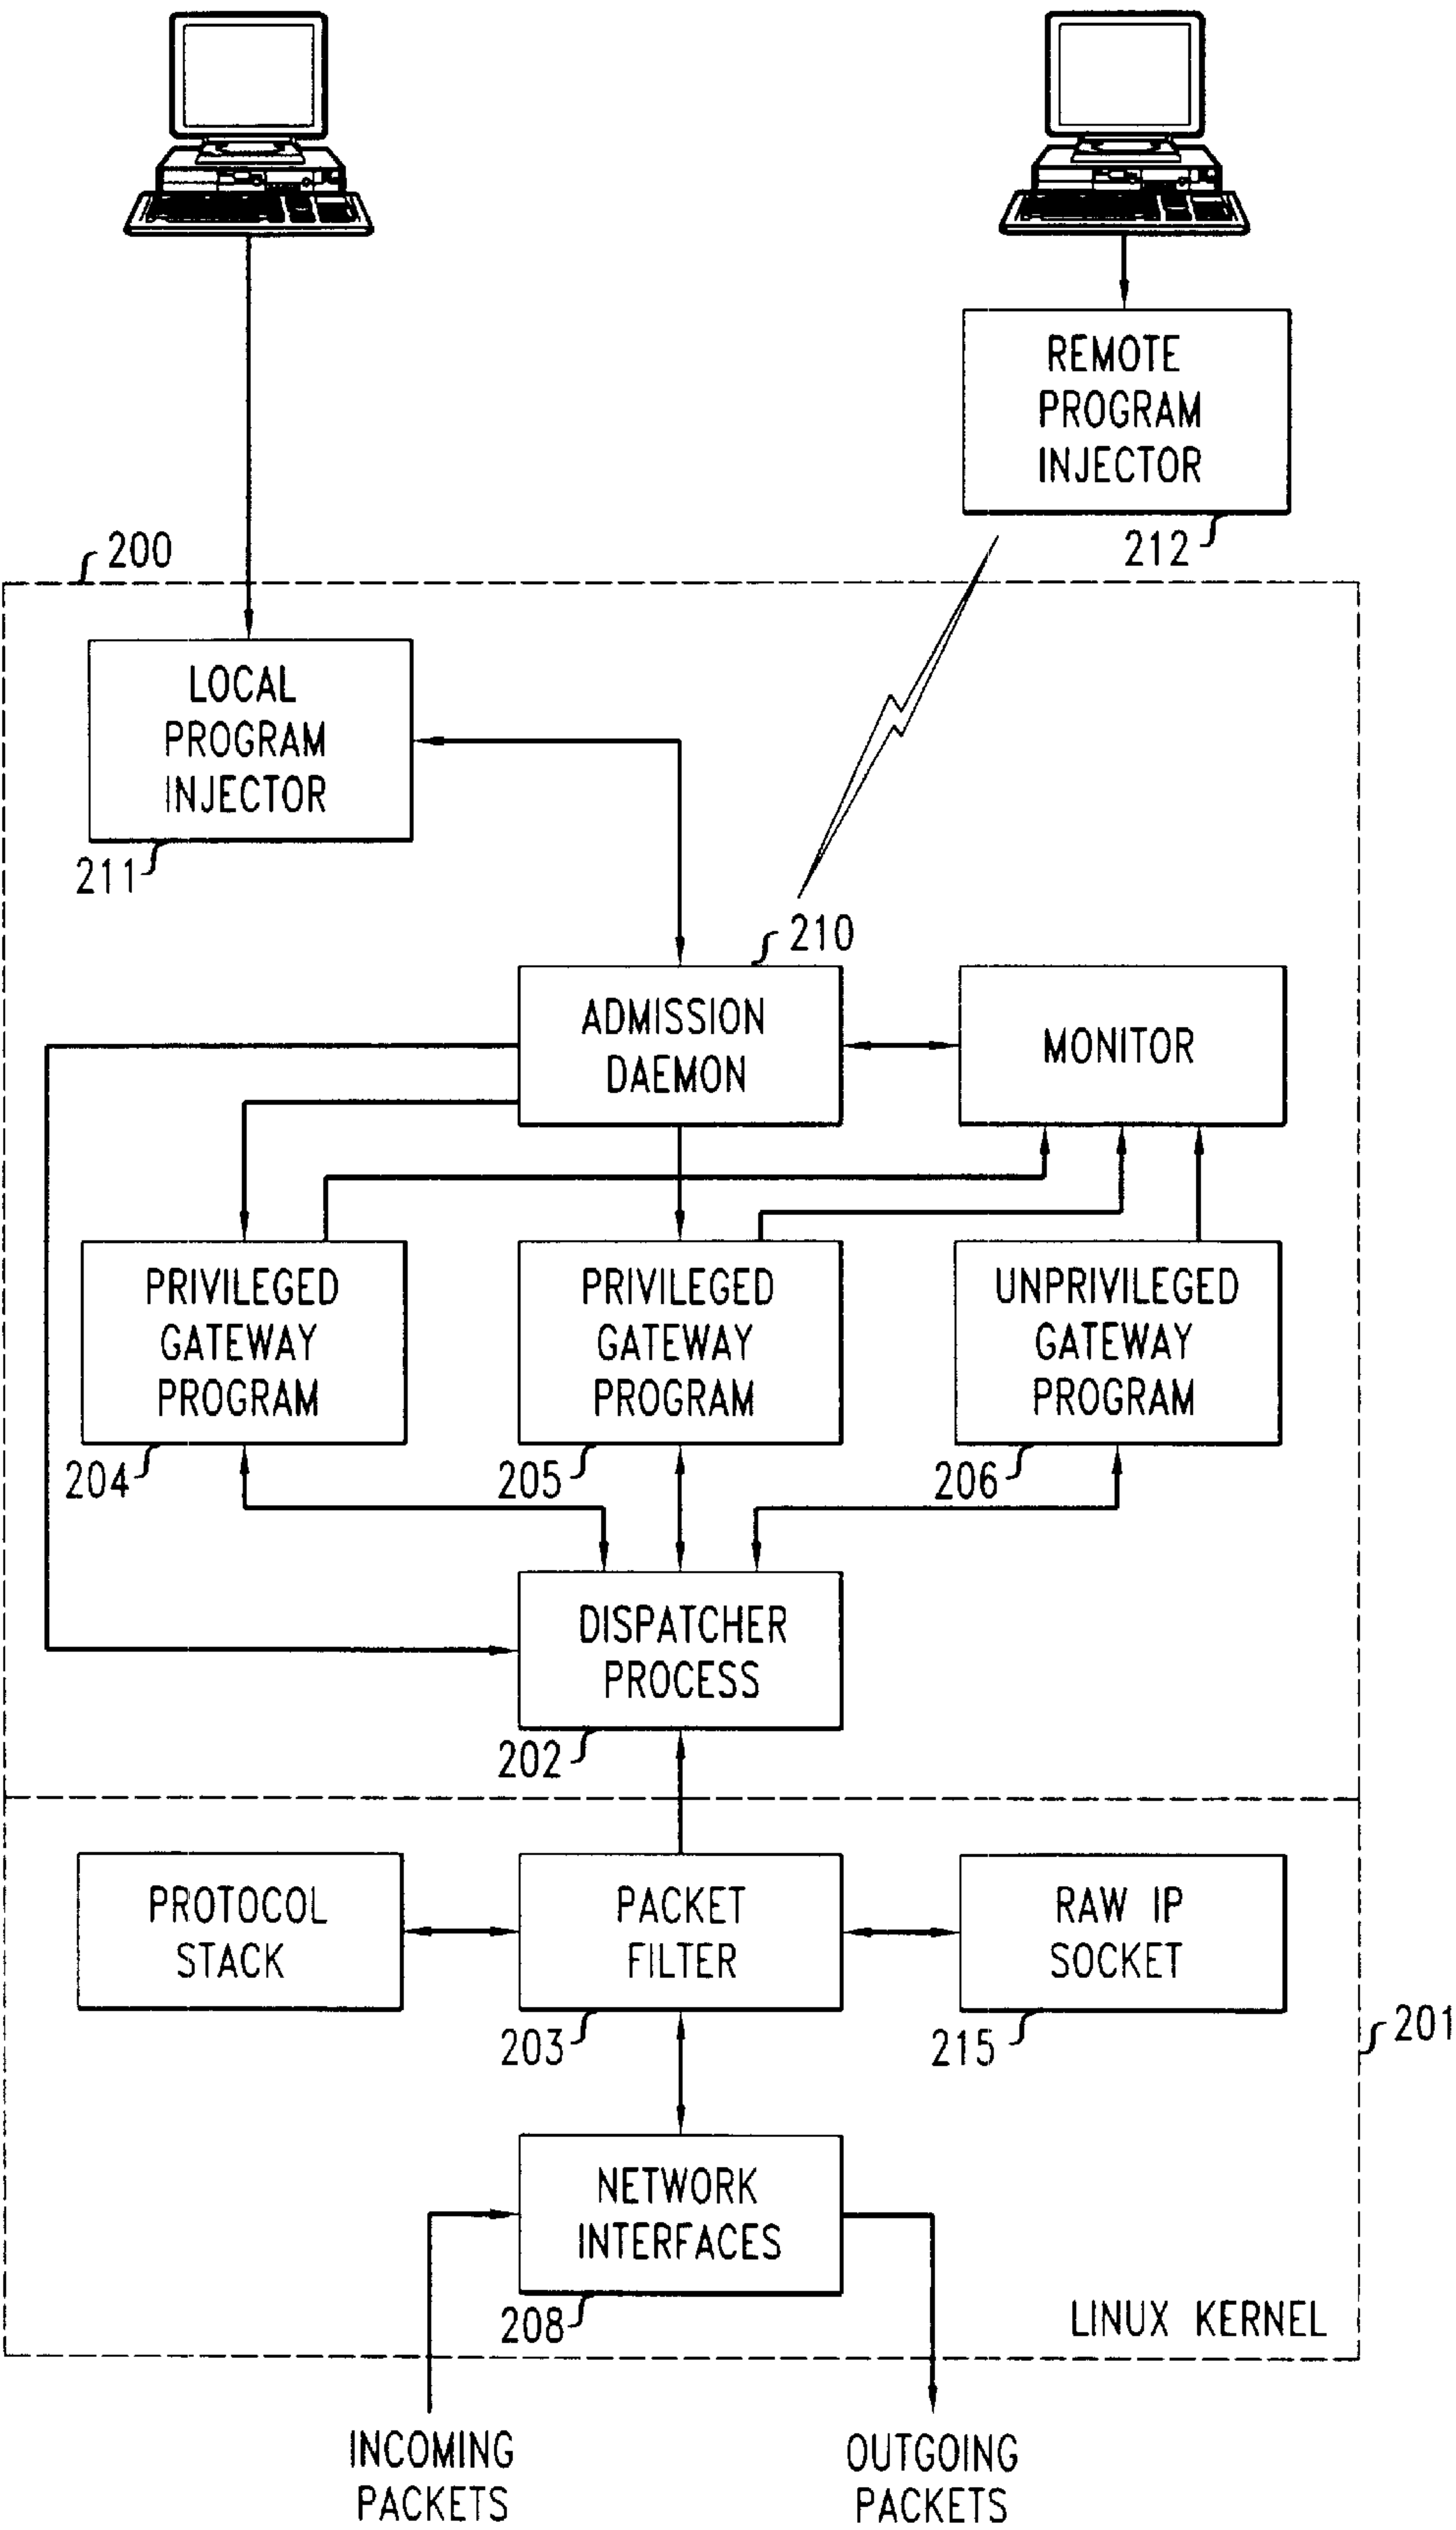 REMOTE
PROGRAM
INJECTOR
212
200
LOCAL
PROGRAM
INJECTOR
211
210
ADMISSION
DAEMON
MONITOR
PRIVILEGED
GATEWAY
PROGRAM
204
PRIVILEGED
GATEWAY
PROGRAM
205
UNPRIVILEGED
GATEWAY
PROGRAM
206
DISPATCHER
PROCESS
202
PROTOCOL
STACK
PACKET
FILTER
203
RAW IP
SOCKET
215
201
NETWORK
INTERFACES
208
LINUX KERNEL
INCOMING
PACKETS
OUTGOING
PACKETS